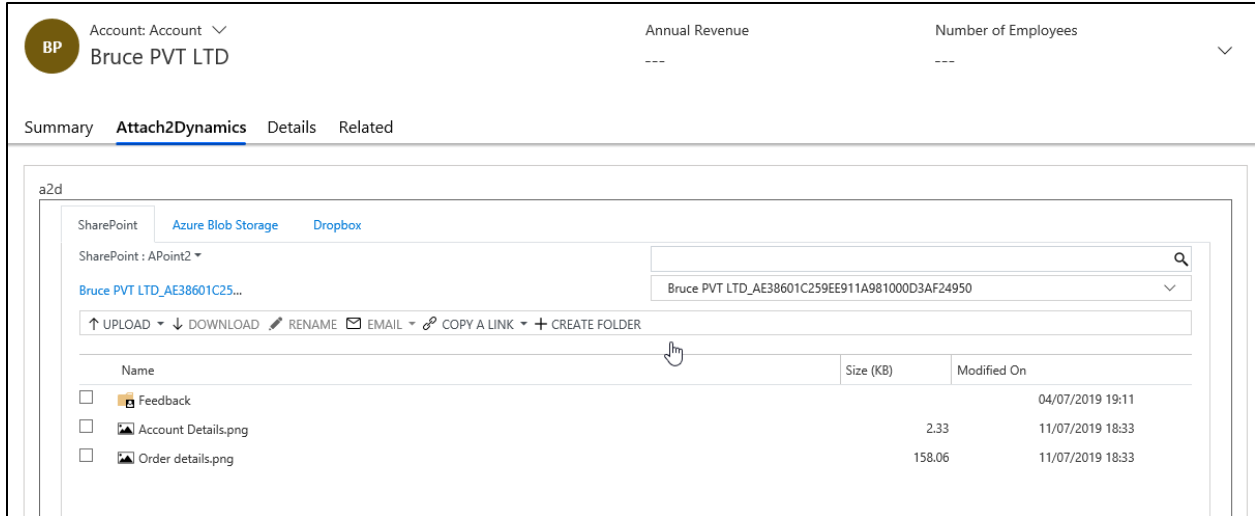 BP
Account: Account
Bruce PVT LTD
Annual Revenue
---
Number of Employees
---
Summary Attach2Dynamics Details Related
a2d
SharePoint Azure Blob Storage Dropbox
SharePoint : APoint2
Bruce PVT LTD_AE38601C25...
Bruce PVT LTD_AE38601C259EE911A981000D3AF24950
UPLOAD DOWNLOAD RENAME EMAIL COPY A LINK CREATE FOLDER
Name Size (KB) Modified On
Feedback 04/07/2019 19:11
Account Details.png 2.33 11/07/2019 18:33
Order details.png 158.06 11/07/2019 18:33